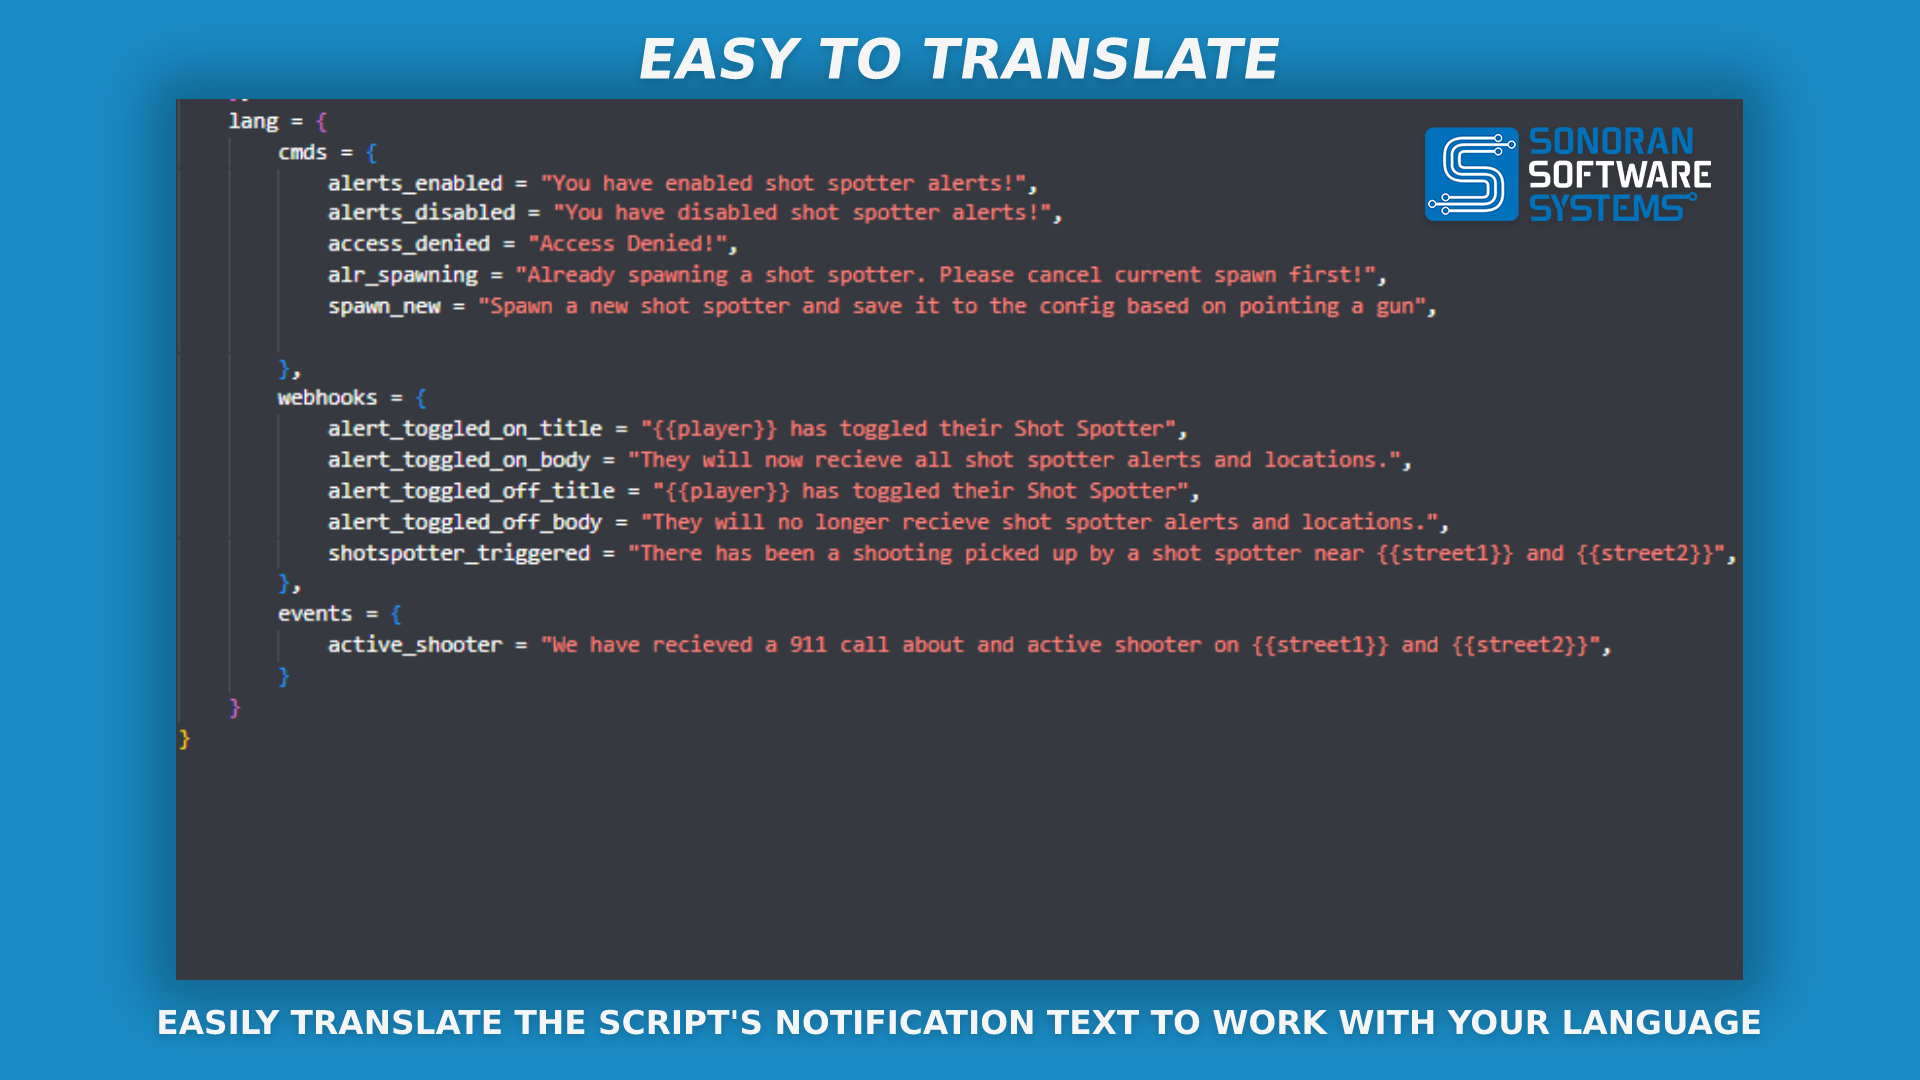 EASY TO TRANSLATE
SONORAN
SOFTWARE
SYSTEMS
lang = {
cmds = {
alerts_enabled = "You have enabled shot spotter alerts!",
alerts_disabled = "You have disabled shot spotter alerts!",
access_denied = "Access Denied!",
alr_spawning = "Already spawning a shot spotter. Please cancel current spawn first!",
spawn_new = "Spawn a new shot spotter and save it to the config based on pointing a gun",
},
webhooks = {
alert_toggled_on_title = "{{player}} has toggled their Shot Spotter",
alert_toggled_on_body = "They will now recieve all shot spotter alerts and locations.",
alert_toggled_off_title = "{{player}} has toggled their Shot Spotter",
alert_toggled_off_body = "They will no longer recieve shot spotter alerts and locations.",
shotspotter_triggered = "There has been a shooting picked up by a shot spotter near {{street1}} and {{street2}}",
},
events = {
active_shooter = "We have recieved a 911 call about and active shooter on {{street1}} and {{street2}}",
}
}
}
EASILY TRANSLATE THE SCRIPT'S NOTIFICATION TEXT TO WORK WITH YOUR LANGUAGE